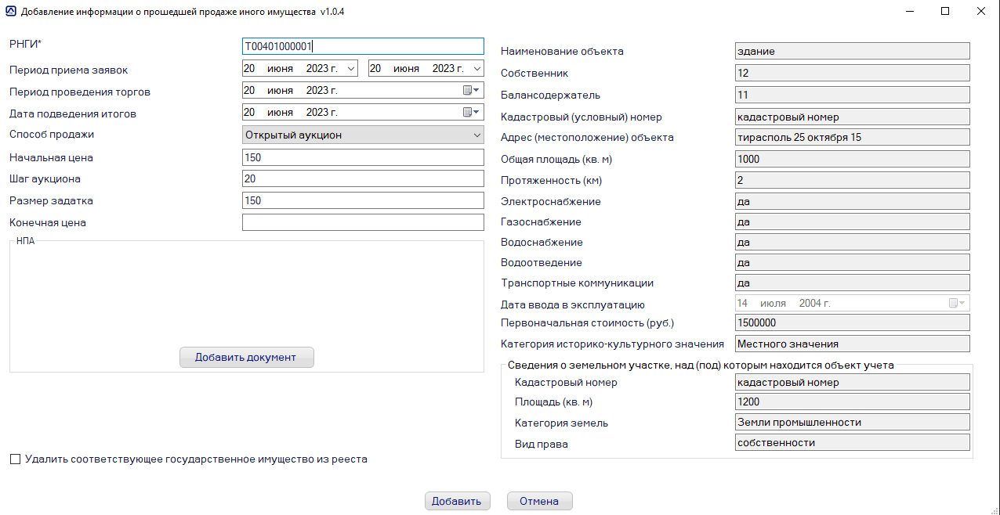 Добавление информации о прошедшей продаже иного имущества v1.0.4
РНГИ*
T00401000001
Период приема заявок
20 июня 2023 г.
20 июня 2023 г.
Период проведения торгов
20 июня 2023 г.
Дата подведения итогов
20 июня 2023 г.
Способ продажи
Открытый аукцион
Начальная цена
150
Шаг аукциона
20
Размер задатка
150
Конечная цена
НПА
Добавить документ
Удалить соответствующее государственное имущество из рееста
Наименование объекта
здание
Собственник
12
Балансодержатель
11
Кадастровый (условный) номер
кадастровый номер
Адрес (местоположение) объекта
тирасполь 25 октября 15
Общая площадь (кв. м)
1000
Протяженность (км)
2
Электроснабжение
да
Газоснабжение
да
Водоснабжение
да
Водоотведение
да
Транспортные коммуникации
да
Дата ввода в эксплуатацию
14 июля 2004 г.
Первоначальная стоимость (руб.)
1500000
Категория историко-культурного значения
Местного значения
Сведения о земельном участке, над (под) которым находится объект учета
Кадастровый номер
кадастровый номер
Площадь (кв. м)
1200
Категория земель
Земли промышленности
Вид права
собственности
Добавить
Отмена